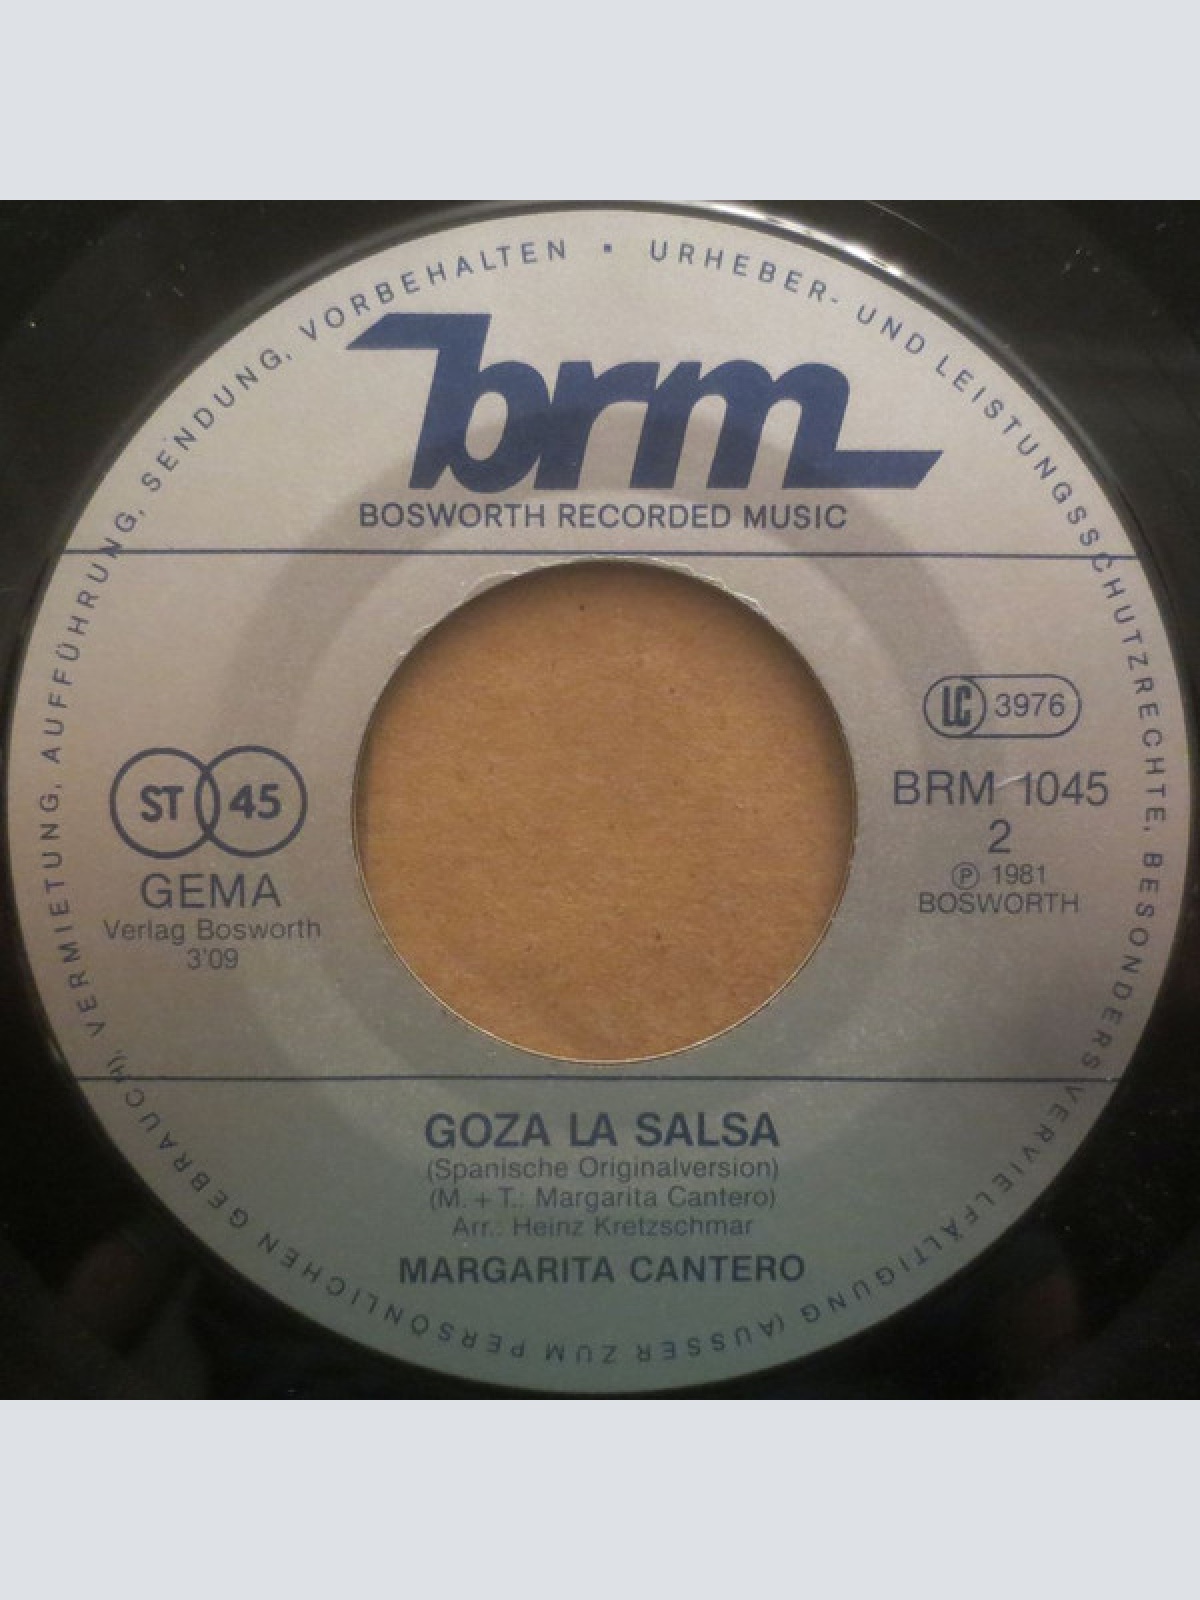 URHEBER- UND LEISTUNGSSCHUTZRECHTE, BESONDERS VERVIELFÄLTIGUNG (AUSSER ZUM PERSÖNLICHEN GEBRAUCH), VERMIETUNG, AUFFÜHRUNG, SENDUNG, VORBEHALTEN ▪
brm
BOSWORTH RECORDED MUSIC
LC 3976
ST 45
BRM 1045
2
℗ 1981
BOSWORTH
GEMA
Verlag Bosworth
3'09
GOZA LA SALSA
(Spanische Originalversion)
(M. + T.: Margarita Cantero)
Arr.: Heinz Kretzschmar
MARGARITA CANTERO